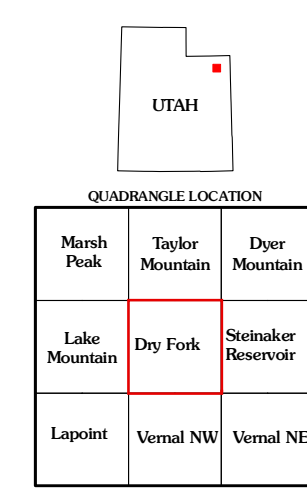 UTAH
QUADRANGLE LOCATION
Marsh
Peak
Taylor
Mountain
Dyer
Mountain
Lake
Mountain
Dry Fork
Steinaker
Reservoir
Lapoint
Vernal NW
Vernal NE